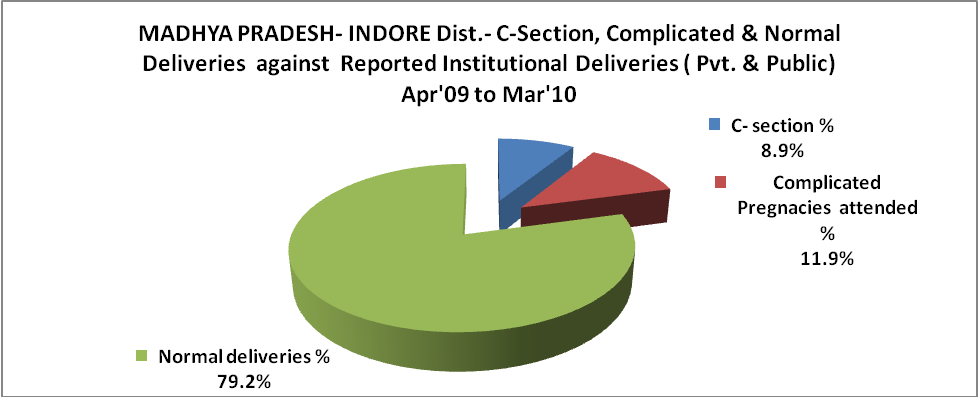 MADHYA PRADESH- INDORE Dist.- C-Section, Complicated & Normal
Deliveries against Reported Institutional Deliveries ( Pvt. & Public)
Apr'09 to Mar'10
C- section %
8.9%
Complicated
Pregnacies attended
%
11.9%
Normal deliveries %
79.2%